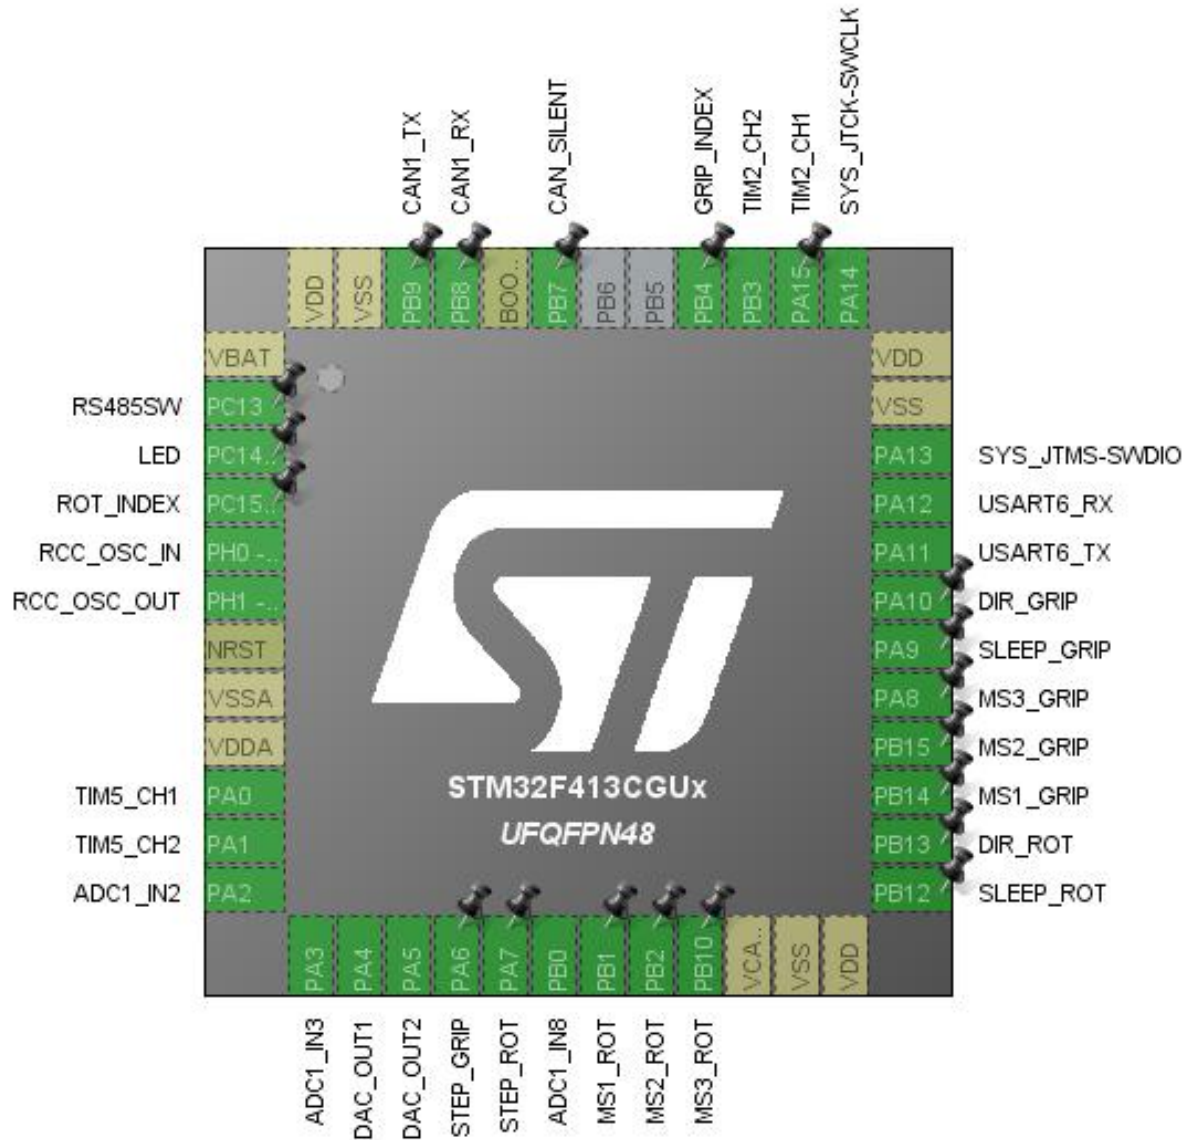 CAN1_TX
CAN1_RX
CAN_SILENT
GRIP_INDEX
TIM2_CH2
TIM2_CH1
SYS_JTCK-SWCLK
VDD
VSS
PB9
PB8
BOO..
PB7
PB6
PB5
PB4
PB3
PA15
PA14
VBAT
RS485SW PC13
LED PC14..
ROT_INDEX PC15..
RCC_OSC_IN PH0 -..
RCC_OSC_OUT PH1 -..
NRST
VSSA
VDDA
TIM5_CH1 PA0
TIM5_CH2 PA1
ADC1_IN2 PA2
VDD
VSS
PA13 SYS_JTMS-SWDIO
PA12 USART6_RX
PA11 USART6_TX
PA10 DIR_GRIP
PA9 SLEEP_GRIP
PA8 MS3_GRIP
PB15 MS2_GRIP
PB14 MS1_GRIP
PB13 DIR_ROT
PB12 SLEEP_ROT
ST
STM32F413CGUx
UFQFPN48
PA3
PA4
PA5
PA6
PA7
PB0
PB1
PB2
PB10
VCA..
VSS
VDD
ADC1_IN3
DAC_OUT1
DAC_OUT2
STEP_GRIP
STEP_ROT
ADC1_IN8
MS1_ROT
MS2_ROT
MS3_ROT